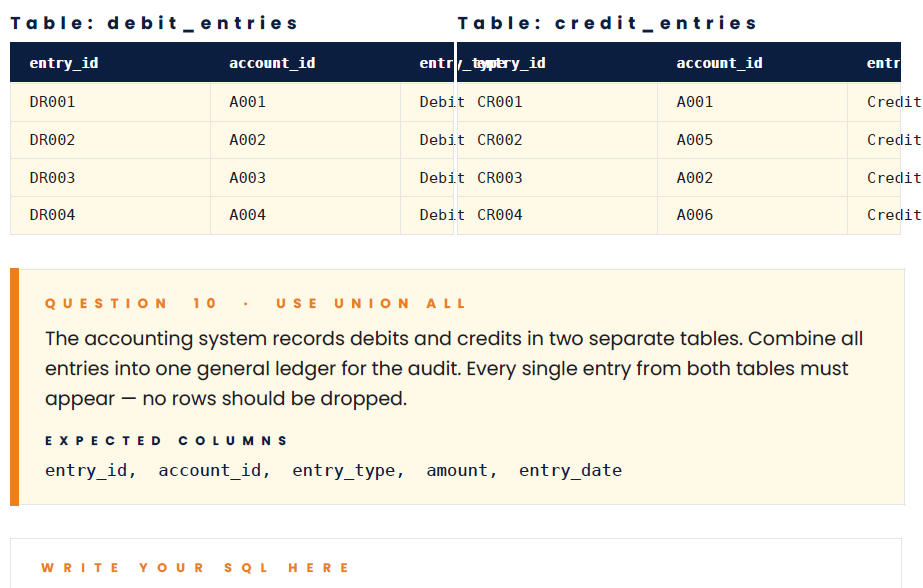 Table: debit_entries
entry_id account_id
DR001 A001 Debit
DR002 A002 Debit
DR003 A003 Debit
DR004 A004 Debit
Table: credit_entries
entry_id account_id entr
CR001 A001 Credit
CR002 A005 Credit
CR003 A002 Credit
CR004 A006 Credit
QUESTION 10 · USE UNION ALL
The accounting system records debits and credits in two separate tables. Combine all
entries into one general ledger for the audit. Every single entry from both tables must
appear — no rows should be dropped.
EXPECTED COLUMNS
entry_id, account_id, entry_type, amount, entry_date
WRITE YOUR SQL HERE